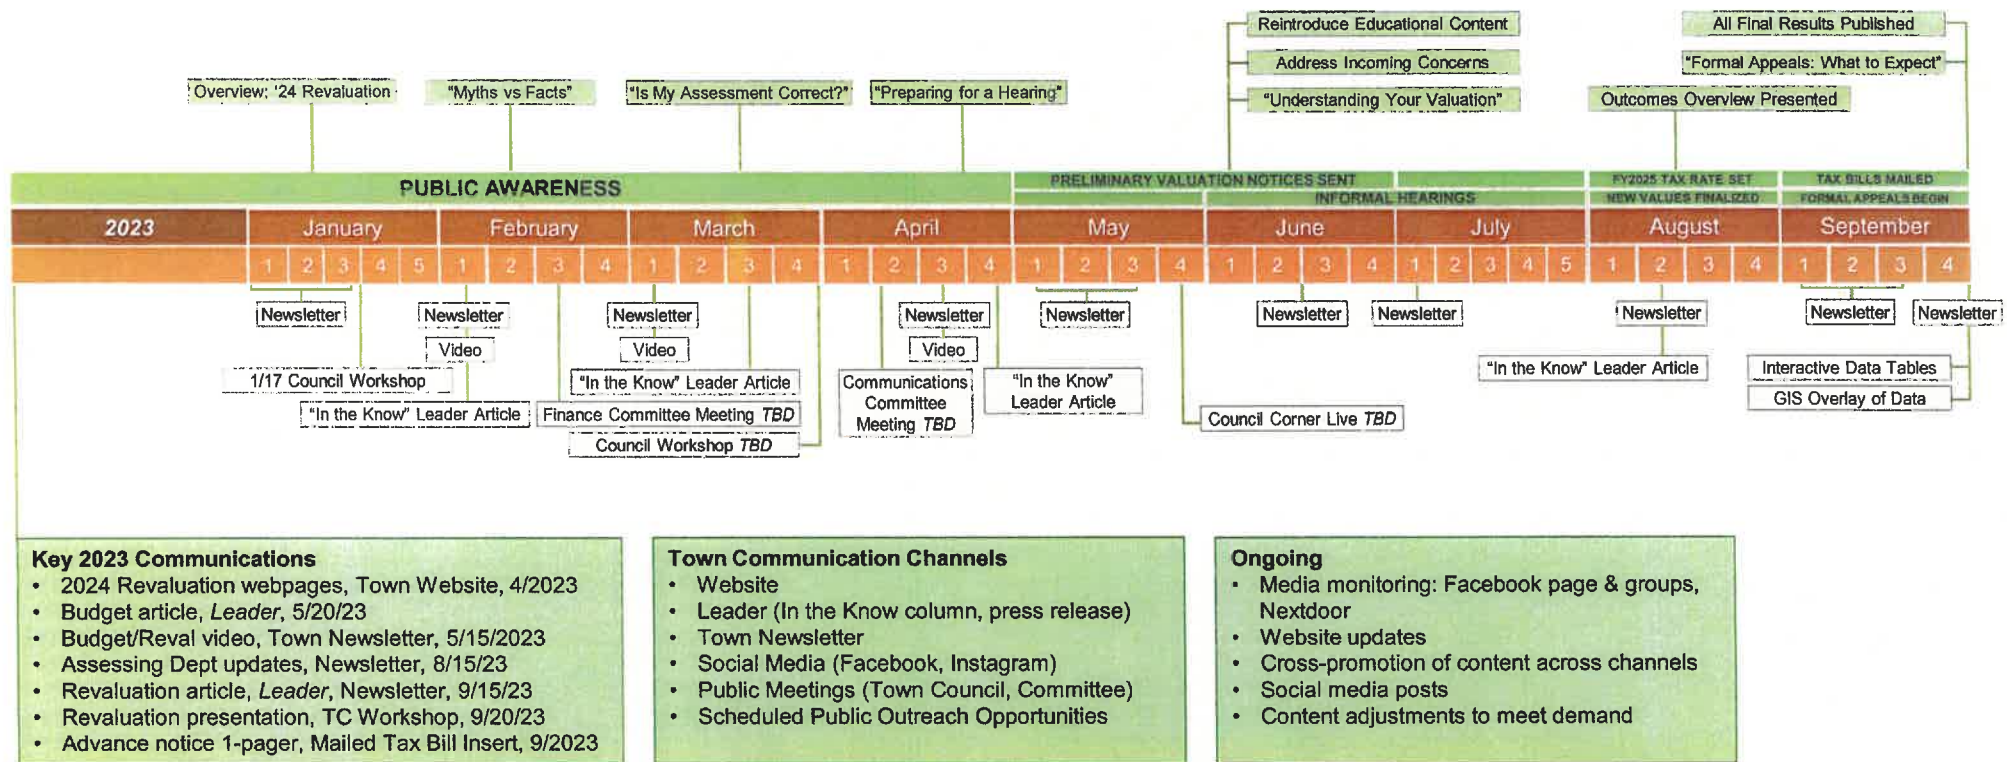 Reintroduce Educational Content
All Final Results Published
Address Incoming Concerns
"Formal Appeals: What to Expect"
Overview: '24 Revaluation
"Myths vs Facts"
"Is My Assessment Correct?"
"Preparing for a Hearing"
"Understanding Your Valuation"
Outcomes Overview Presented
PUBLIC AWARENESS
PRELIMINARY VALUATION NOTICES SENT
FY2025 TAX RATE SET
TAX BILLS MAILED
INFORMAL HEARINGS
NEW VALUES FINALIZED
FORMAL APPEALS BEGIN
2023 January February March April May June July August September
1 2 3 4 5 1 2 3 4 1 2 3 4 1 2 3 4 1 2 3 4 1 2 3 4 1 2 3 4 5 1 2 3 4 1 2 3 4
Newsletter Newsletter Newsletter Newsletter Newsletter Newsletter Newsletter Newsletter Newsletter Newsletter
Video Video Video
1/17 Council Workshop
"In the Know" Leader Article
"In the Know" Leader Article
Finance Committee Meeting TBD
Council Workshop TBD
Communications
Committee
Meeting TBD
"In the Know"
Leader Article
Council Corner Live TBD
"In the Know" Leader Article
Interactive Data Tables
GIS Overlay of Data
Key 2023 Communications
• 2024 Revaluation webpages, Town Website, 4/2023
• Budget article, Leader, 5/20/23
• Budget/Reval video, Town Newsletter, 5/15/2023
• Assessing Dept updates, Newsletter, 8/15/23
• Revaluation article, Leader, Newsletter, 9/15/23
• Revaluation presentation, TC Workshop, 9/20/23
• Advance notice 1-pager, Mailed Tax Bill Insert, 9/2023
Town Communication Channels
• Website
• Leader (In the Know column, press release)
• Town Newsletter
• Social Media (Facebook, Instagram)
• Public Meetings (Town Council, Committee)
• Scheduled Public Outreach Opportunities
Ongoing
• Media monitoring: Facebook page & groups,
Nextdoor
• Website updates
• Cross-promotion of content across channels
• Social media posts
• Content adjustments to meet demand